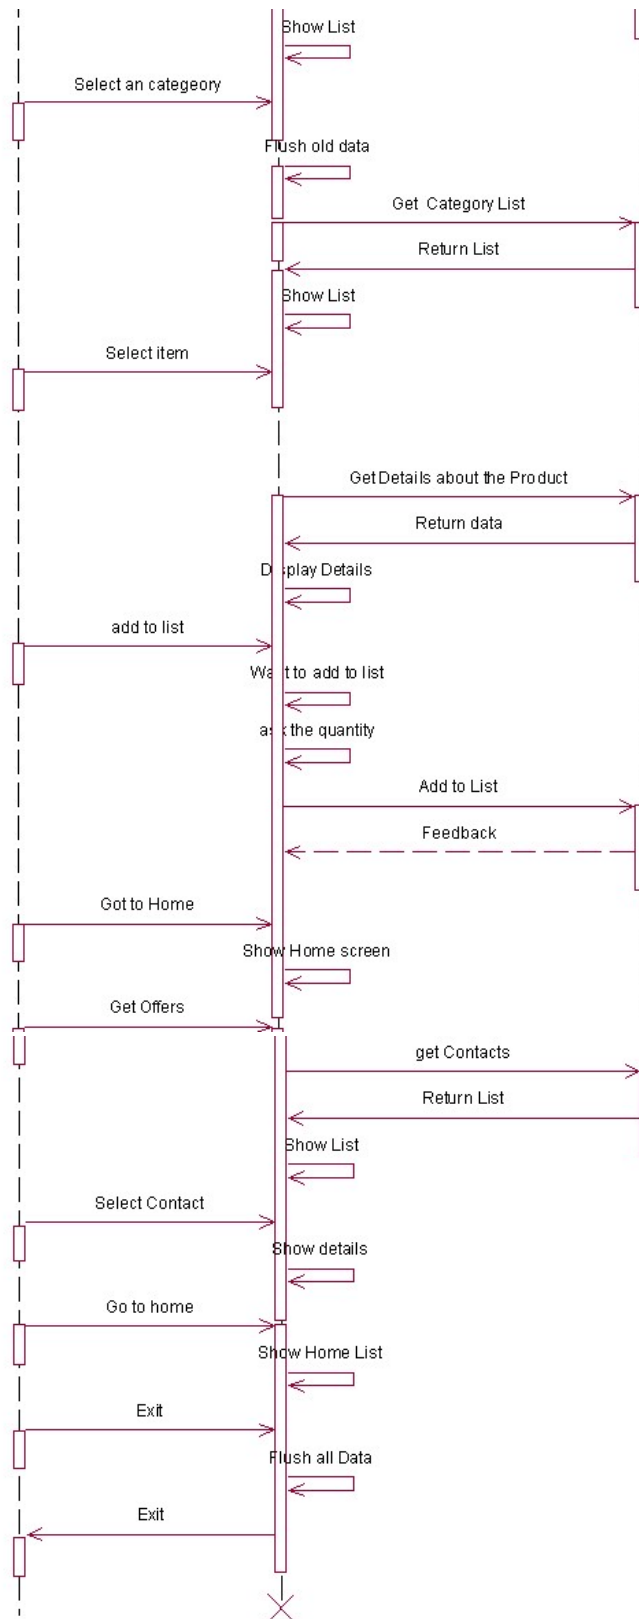 Show List
Select an categeory
Flush old data
Get Category List
Return List
Show List
Select item
Get Details about the Product
Return data
Display Details
add to list
Want to add to list
ask the quantity
Add to List
Feedback
Got to Home
Show Home screen
Get Offers
get Contacts
Return List
Show List
Select Contact
Show details
Go to home
Show Home List
Exit
Flush all Data
Exit